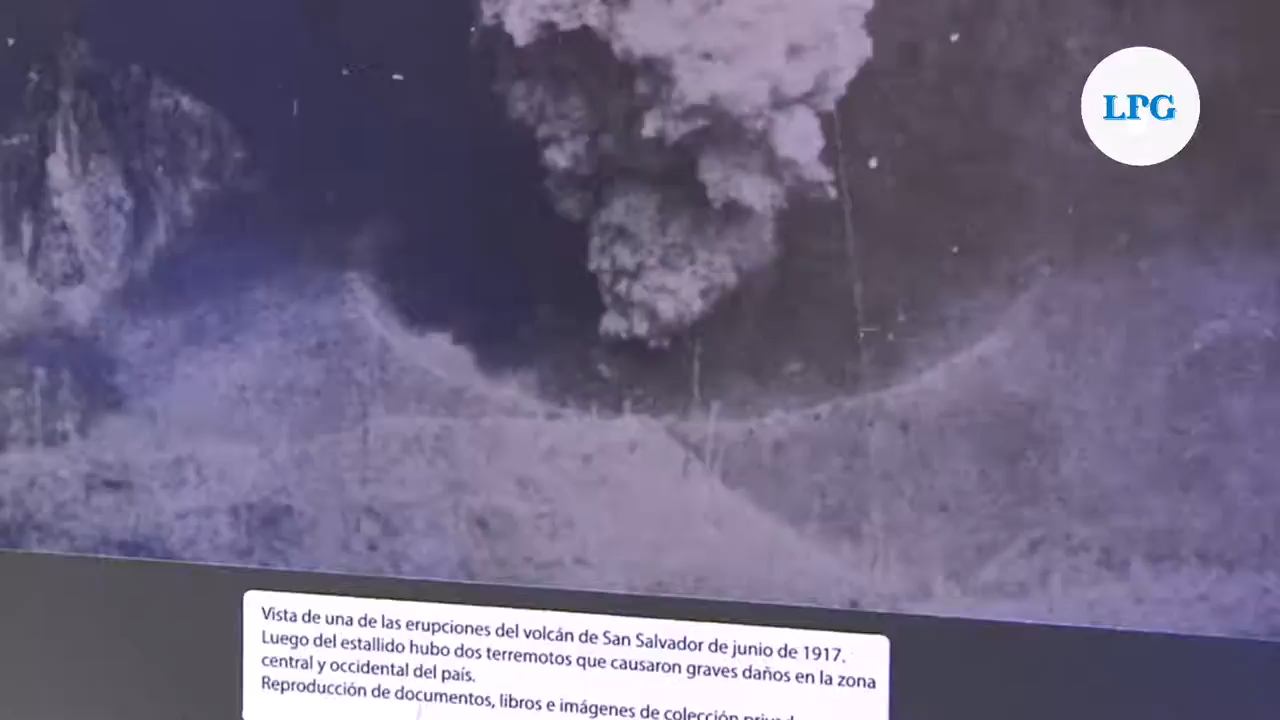 LPG
Vista de una de las erupciones del volcán de San Salvador de junio de 1917.
Luego del estallido hubo dos terremotos que causaron graves daños en la zona
central y occidental del país.
Reproducción de documentos, libros e imágenes de colección